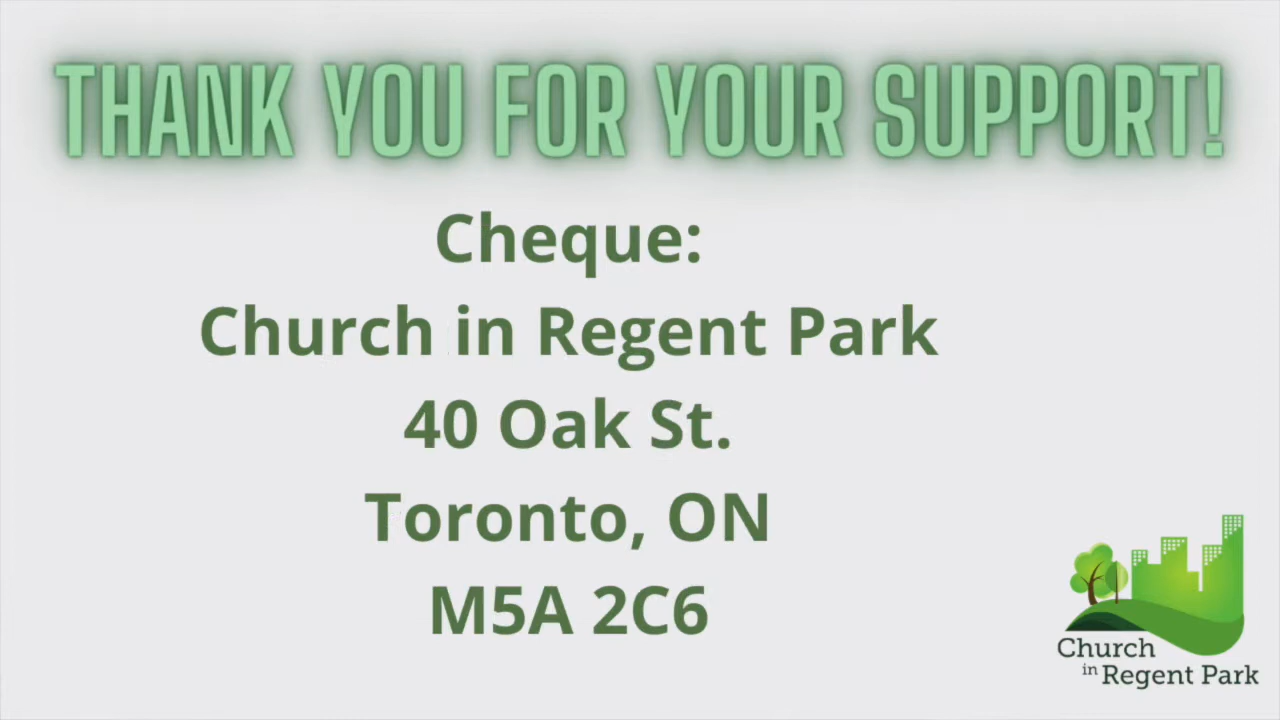 THANK YOU FOR YOUR SUPPORT!
Cheque:
Church in Regent Park
40 Oak St.
Toronto, ON
M5A 2C6
Church
in Regent Park